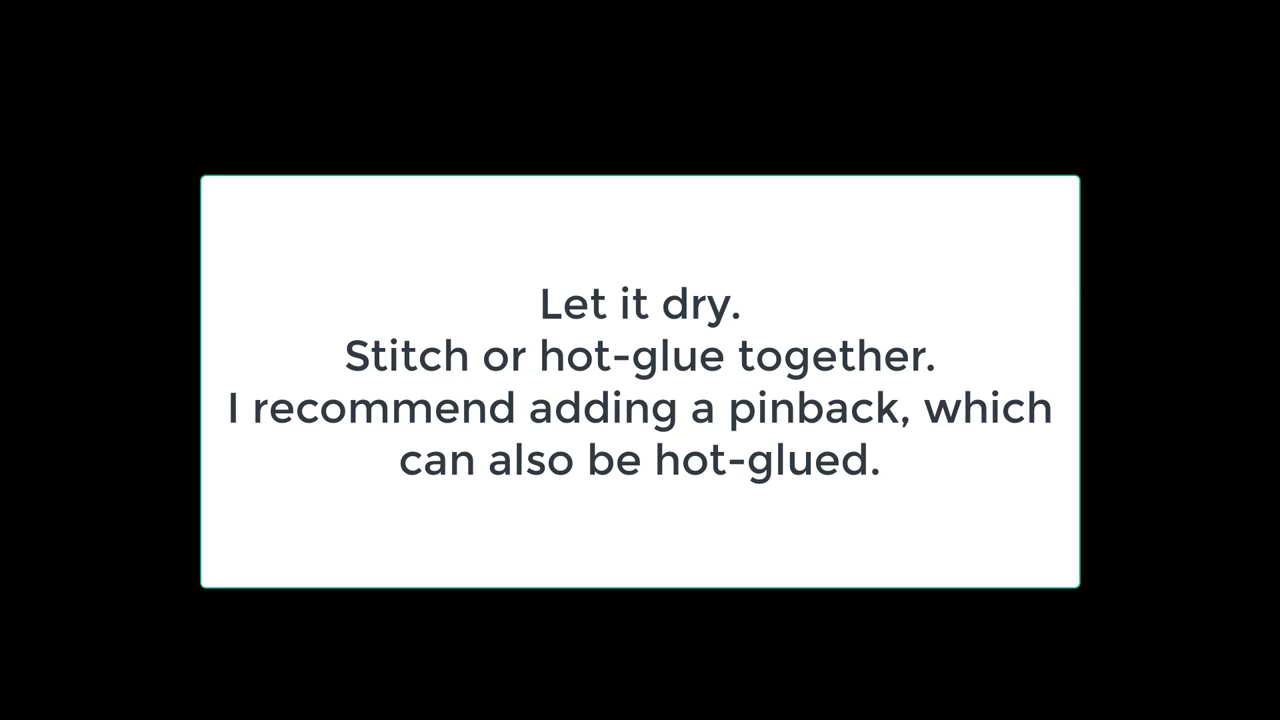 Let it dry.
Stitch or hot-glue together.
I recommend adding a pinback, which
can also be hot-glued.